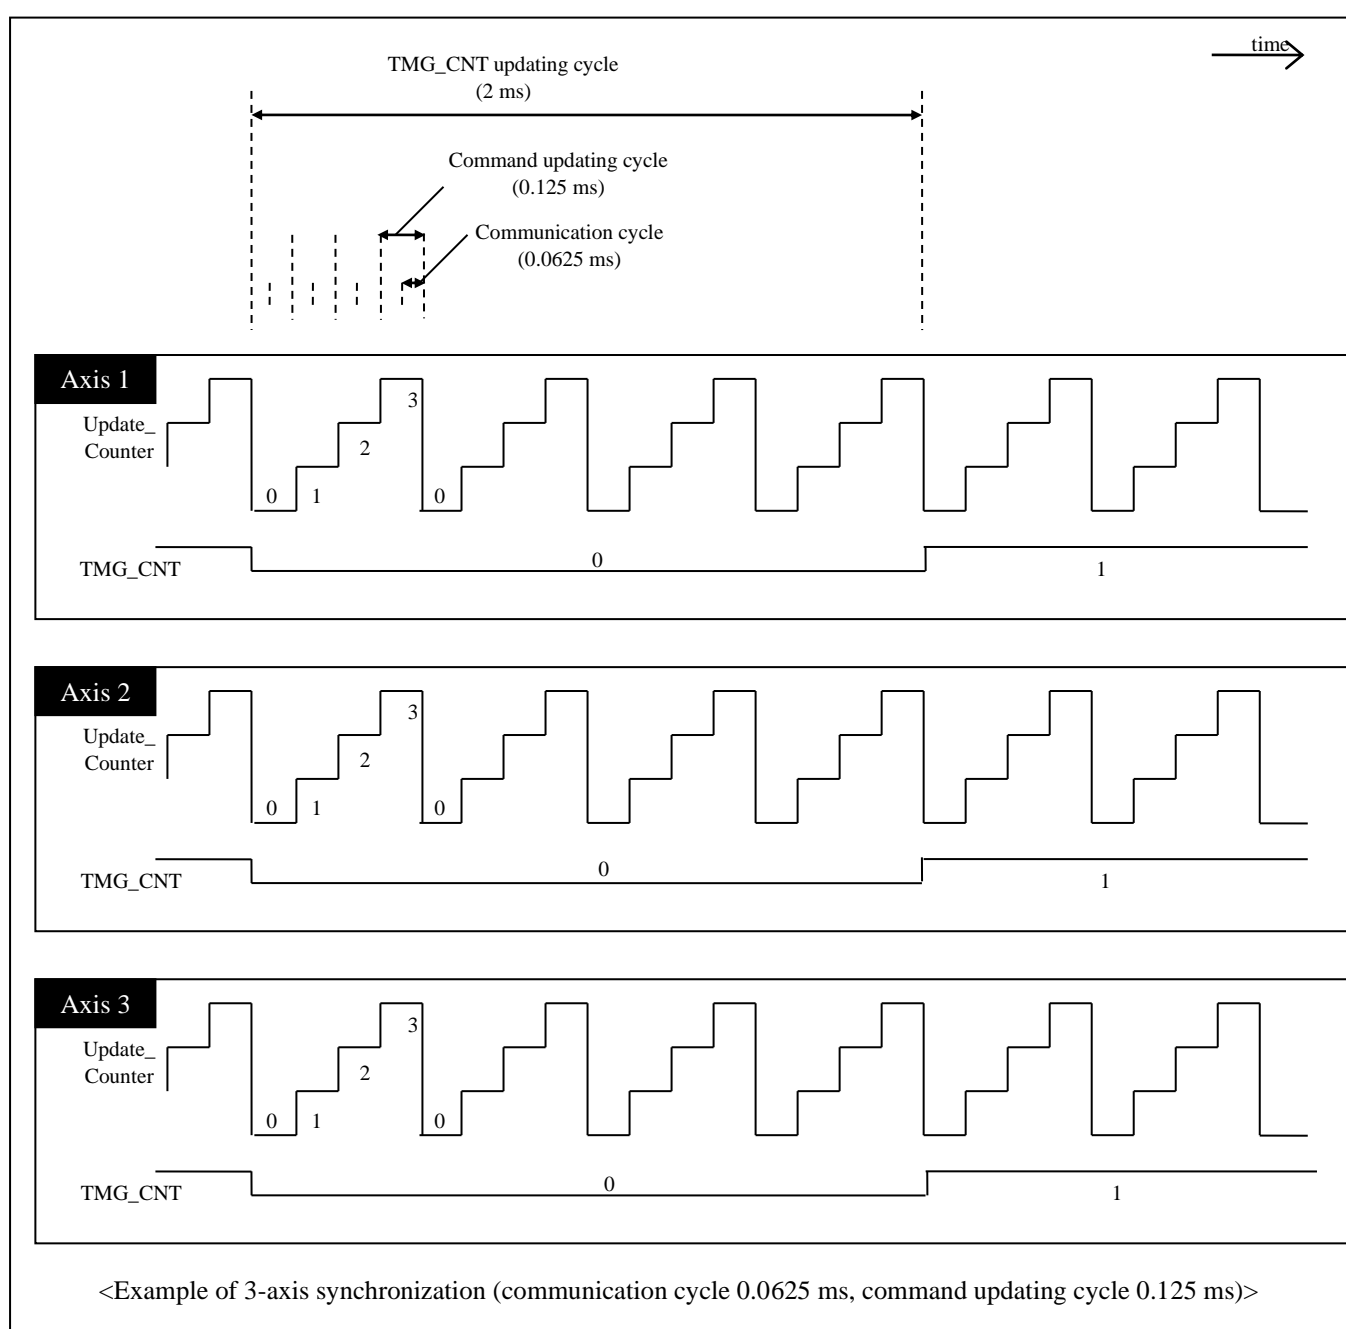 time
TMG_CNT updating cycle
(2 ms)
Command updating cycle
(0.125 ms)
Communication cycle
(0.0625 ms)
Axis 1
Update_
Counter
3
2
0 1 0
TMG_CNT
0
1
Axis 2
Update_
Counter
3
2
0 1 0
TMG_CNT
0
1
Axis 3
Update_
Counter
3
2
0 1 0
TMG_CNT
0
1
<Example of 3-axis synchronization (communication cycle 0.0625 ms, command updating cycle 0.125 ms)>